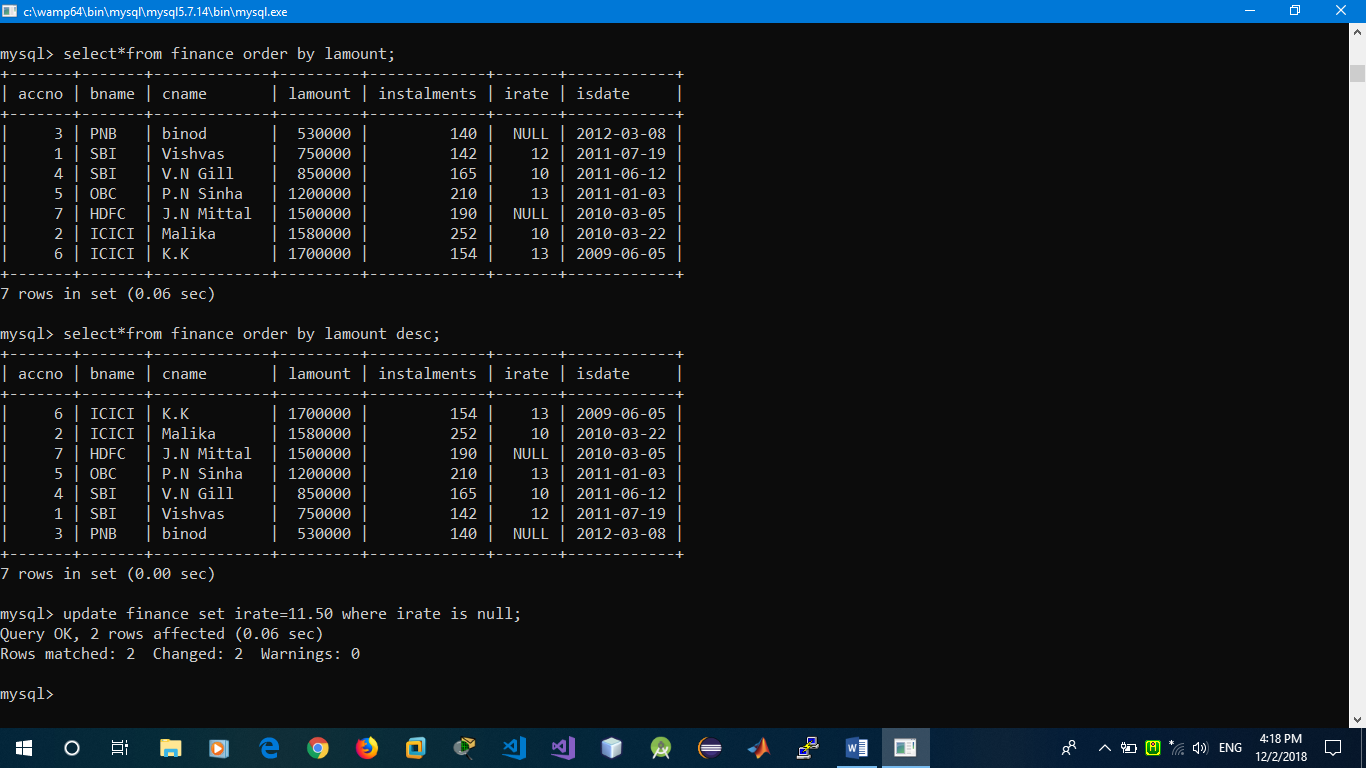 c:\wamp64\bin\mysql\mysql5.7.14\bin\mysql.exe
mysql> select*from finance order by lamount;
+-------+-------+-------------+---------+-------------+-------+------------+
| accno | bname | cname       | lamount | instalments | irate | isdate     |
+-------+-------+-------------+---------+-------------+-------+------------+
|     3 | PNB   | binod       |  530000 |         140 |  NULL | 2012-03-08 |
|     1 | SBI   | Vishvas     |  750000 |         142 |    12 | 2011-07-19 |
|     4 | SBI   | V.N Gill    |  850000 |         165 |    10 | 2011-06-12 |
|     5 | OBC   | P.N Sinha   | 1200000 |         210 |    13 | 2011-01-03 |
|     7 | HDFC  | J.N Mittal  | 1500000 |         190 |  NULL | 2010-03-05 |
|     2 | ICICI | Malika      | 1580000 |         252 |    10 | 2010-03-22 |
|     6 | ICICI | K.K         | 1700000 |         154 |    13 | 2009-06-05 |
+-------+-------+-------------+---------+-------------+-------+------------+
7 rows in set (0.06 sec)
mysql> select*from finance order by lamount desc;
+-------+-------+-------------+---------+-------------+-------+------------+
| accno | bname | cname       | lamount | instalments | irate | isdate     |
+-------+-------+-------------+---------+-------------+-------+------------+
|     6 | ICICI | K.K         | 1700000 |         154 |    13 | 2009-06-05 |
|     2 | ICICI | Malika      | 1580000 |         252 |    10 | 2010-03-22 |
|     7 | HDFC  | J.N Mittal  | 1500000 |         190 |  NULL | 2010-03-05 |
|     5 | OBC   | P.N Sinha   | 1200000 |         210 |    13 | 2011-01-03 |
|     4 | SBI   | V.N Gill    |  850000 |         165 |    10 | 2011-06-12 |
|     1 | SBI   | Vishvas     |  750000 |         142 |    12 | 2011-07-19 |
|     3 | PNB   | binod       |  530000 |         140 |  NULL | 2012-03-08 |
+-------+-------+-------------+---------+-------------+-------+------------+
7 rows in set (0.00 sec)
mysql> update finance set irate=11.50 where irate is null;
Query OK, 2 rows affected (0.06 sec)
Rows matched: 2  Changed: 2  Warnings: 0
mysql>
ENG
4:18 PM
12/2/2018